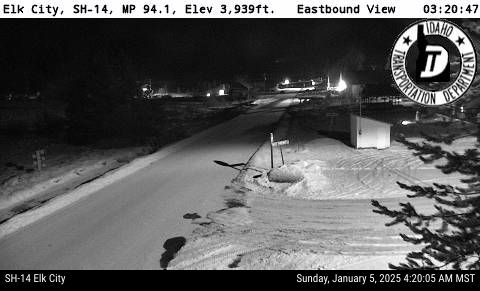 Elk City, SH-14, MP 94.1, Elev 3,939ft. Eastbound View 03:20:47
IDAHO
TRANSPORTATION DEPARTMENT
SH-14 Elk City Sunday, January 5, 2025 4:20:05 AM MST